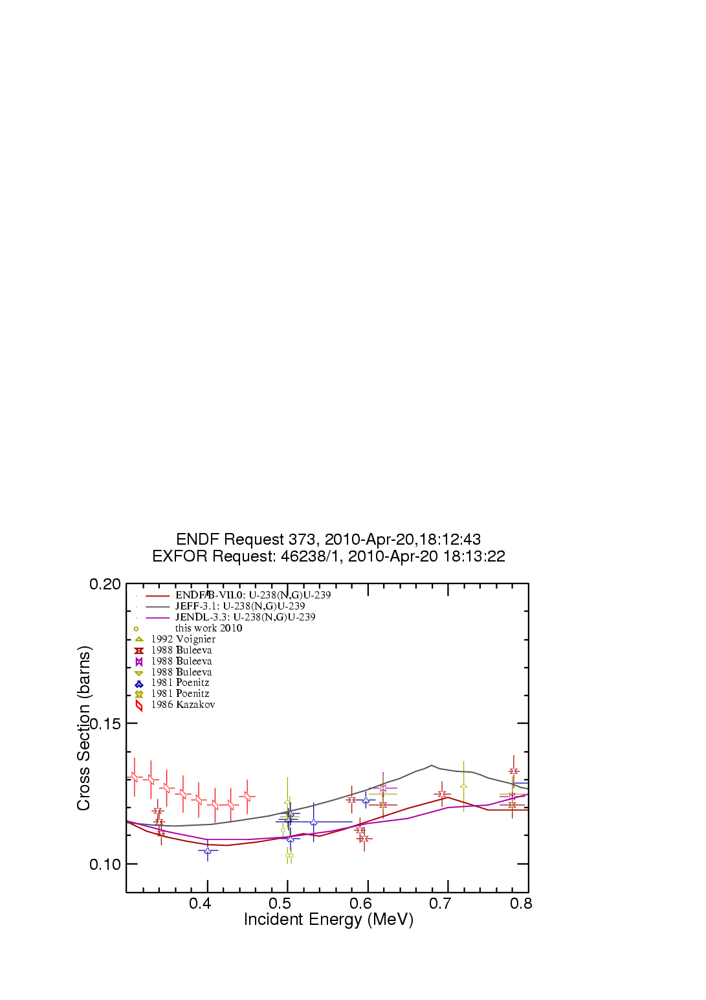 ENDF Request 373, 2010-Apr-20,18:12:43
EXFOR Request: 46238/1, 2010-Apr-20 18:13:22
0.20
ENDF/B-VII.0: U-238(N,G)U-239
JEFF-3.1: U-238(N,G)U-239
JENDL-3.3: U-238(N,G)U-239
this work 2010
1992 Voignier
1988 Buleeva
1988 Buleeva
1988 Buleeva
1981 Poenitz
1981 Poenitz
1986 Kazakov
Cross Section (barns)
0.15
0.10
0.4 0.5 0.6 0.7 0.8
Incident Energy (MeV)